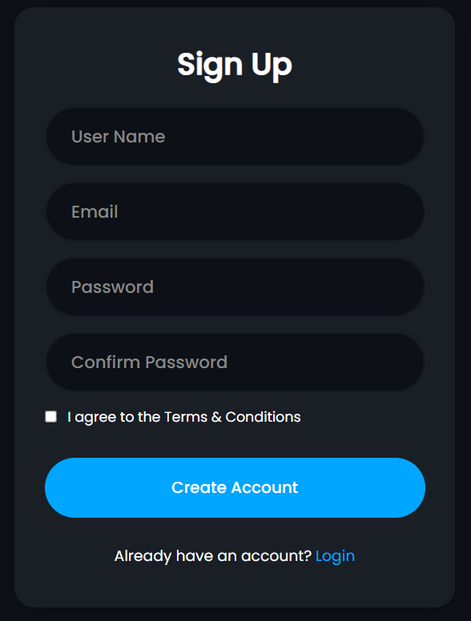 Sign Up
User Name
Email
Password
Confirm Password
I agree to the Terms & Conditions
Create Account
Already have an account? Login